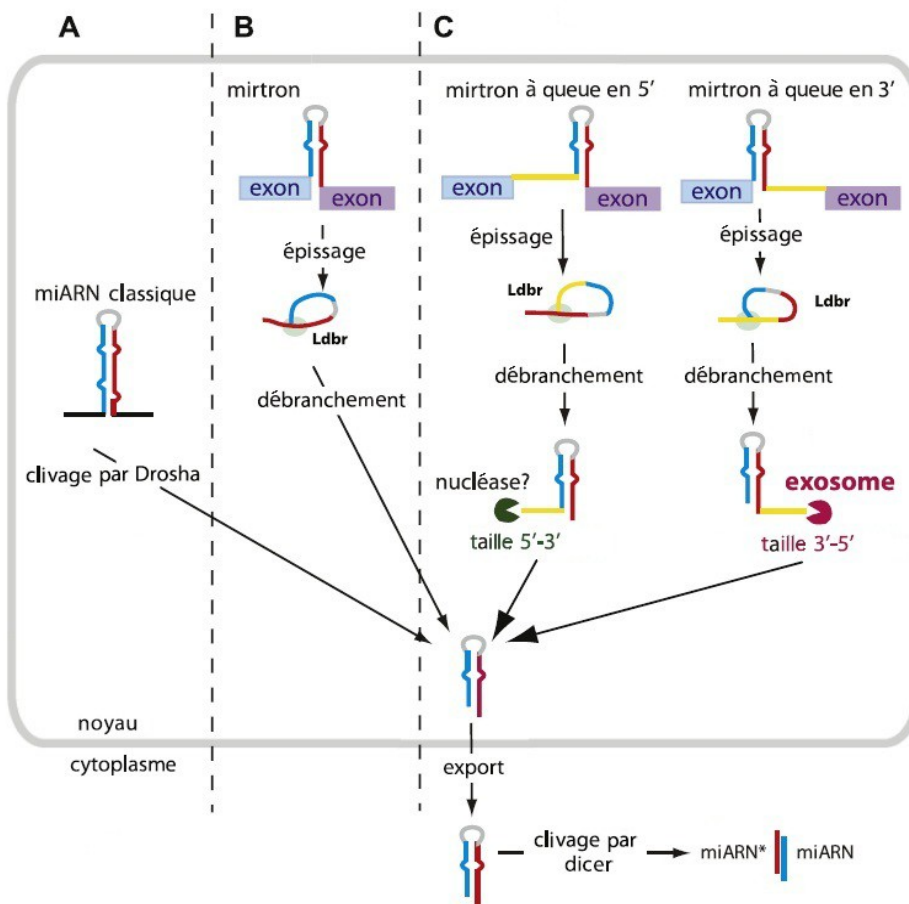 A
B
C
mirtron
mirtron à queue en 5'
mirtron à queue en 3'
exon
exon
exon
exon
exon
exon
épissage
épissage
épissage
miARN classique
Ldbr
Ldbr
Ldbr
débranchement
débranchement
débranchement
clivage par Drosha
nucléase?
exosome
taille 5'-3'
taille 3'-5'
noyau
cytoplasme
export
clivage par
dicer
miARN*
miARN